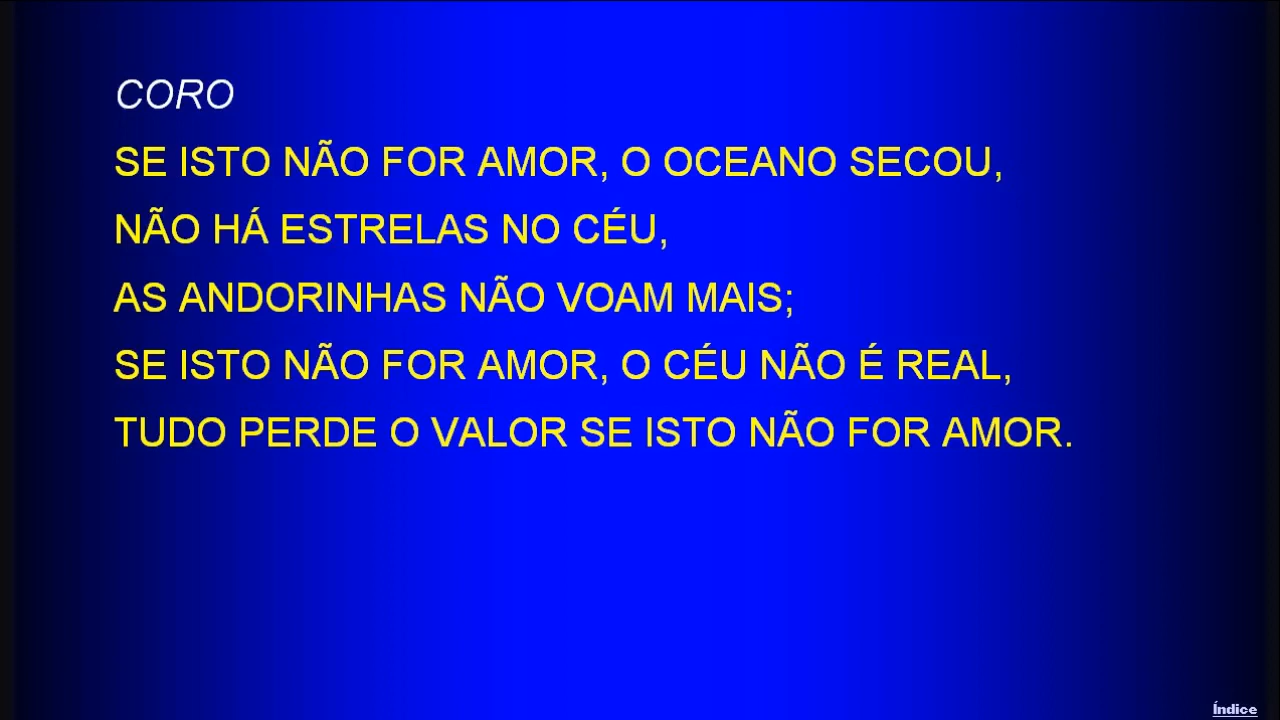 CORO
SE ISTO NÃO FOR AMOR, O OCEANO SECOU,
NÃO HÁ ESTRELAS NO CÉU,
AS ANDORINHAS NÃO VOAM MAIS;
SE ISTO NÃO FOR AMOR, O CÉU NÃO É REAL,
TUDO PERDE O VALOR SE ISTO NÃO FOR AMOR.
Índice